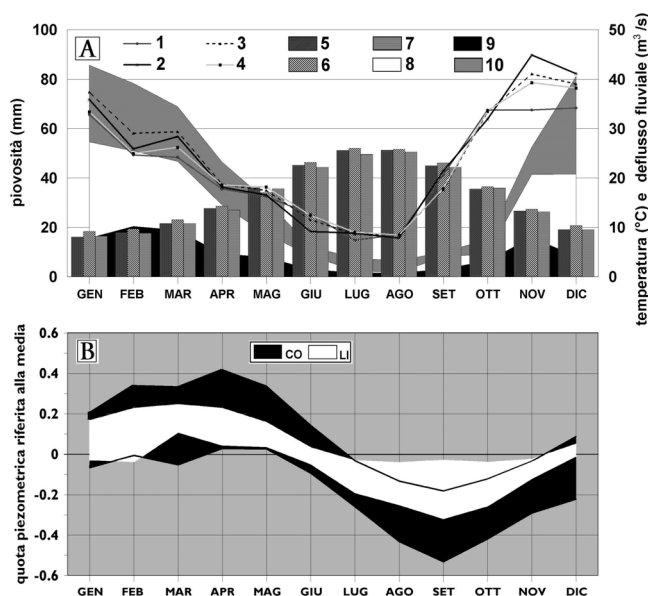 A
1 3 5 7 9
2 4 6 8 10
piovosità (mm)
100
80
60
40
20
0
50
40
30
20
10
0
temperatura (°C) e deflusso fluviale (m³/s)
GEN FEB MAR APR MAG GIU LUG AGO SET OTT NOV DIC
B
CO LI
quota piezometrica riferita alla media
0.6
0.4
0.2
0
-0.2
-0.4
-0.6
GEN FEB MAR APR MAG GIU LUG AGO SET OTT NOV DIC